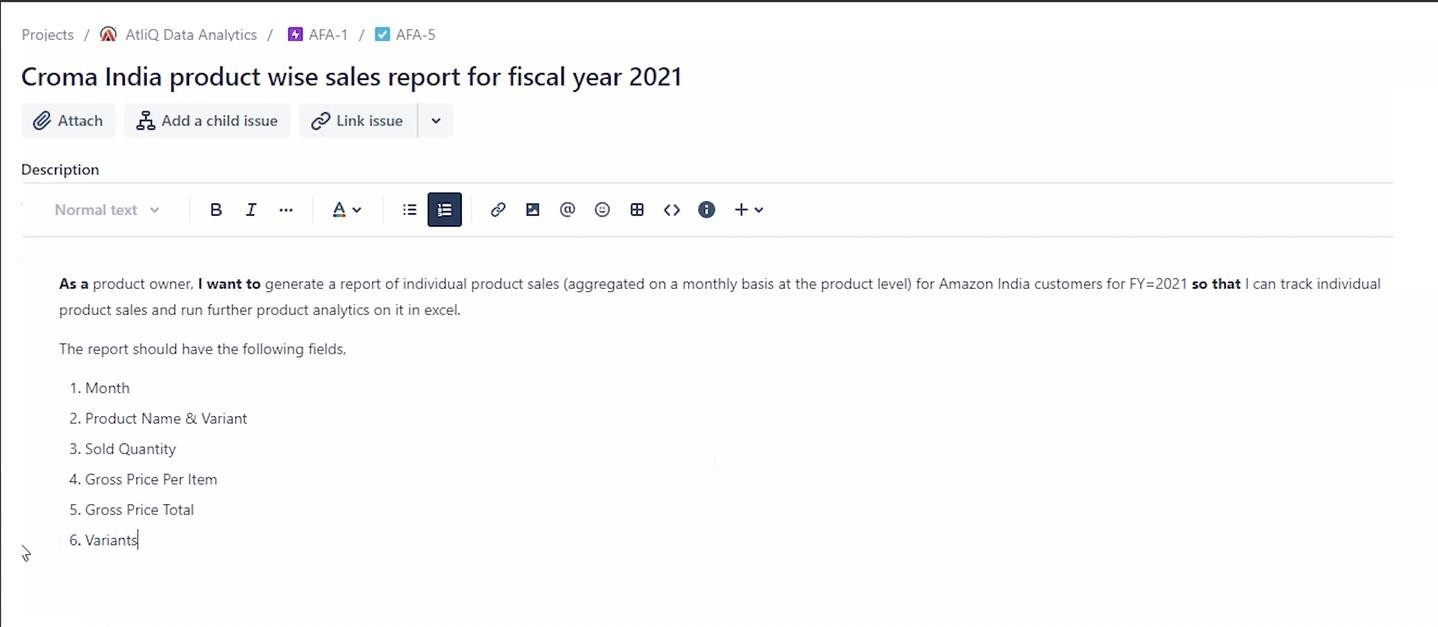 Projects / AtliQ Data Analytics / AFA-1 / AFA-5
Croma India product wise sales report for fiscal year 2021
Attach Add a child issue Link issue
Description
Normal text B I ... A @ <> i +
As a product owner, I want to generate a report of individual product sales (aggregated on a monthly basis at the product level) for Amazon India customers for FY=2021 so that I can track individual
product sales and run further product analytics on it in excel.
The report should have the following fields,
1. Month
2. Product Name & Variant
3. Sold Quantity
4. Gross Price Per Item
5. Gross Price Total
6. Variants